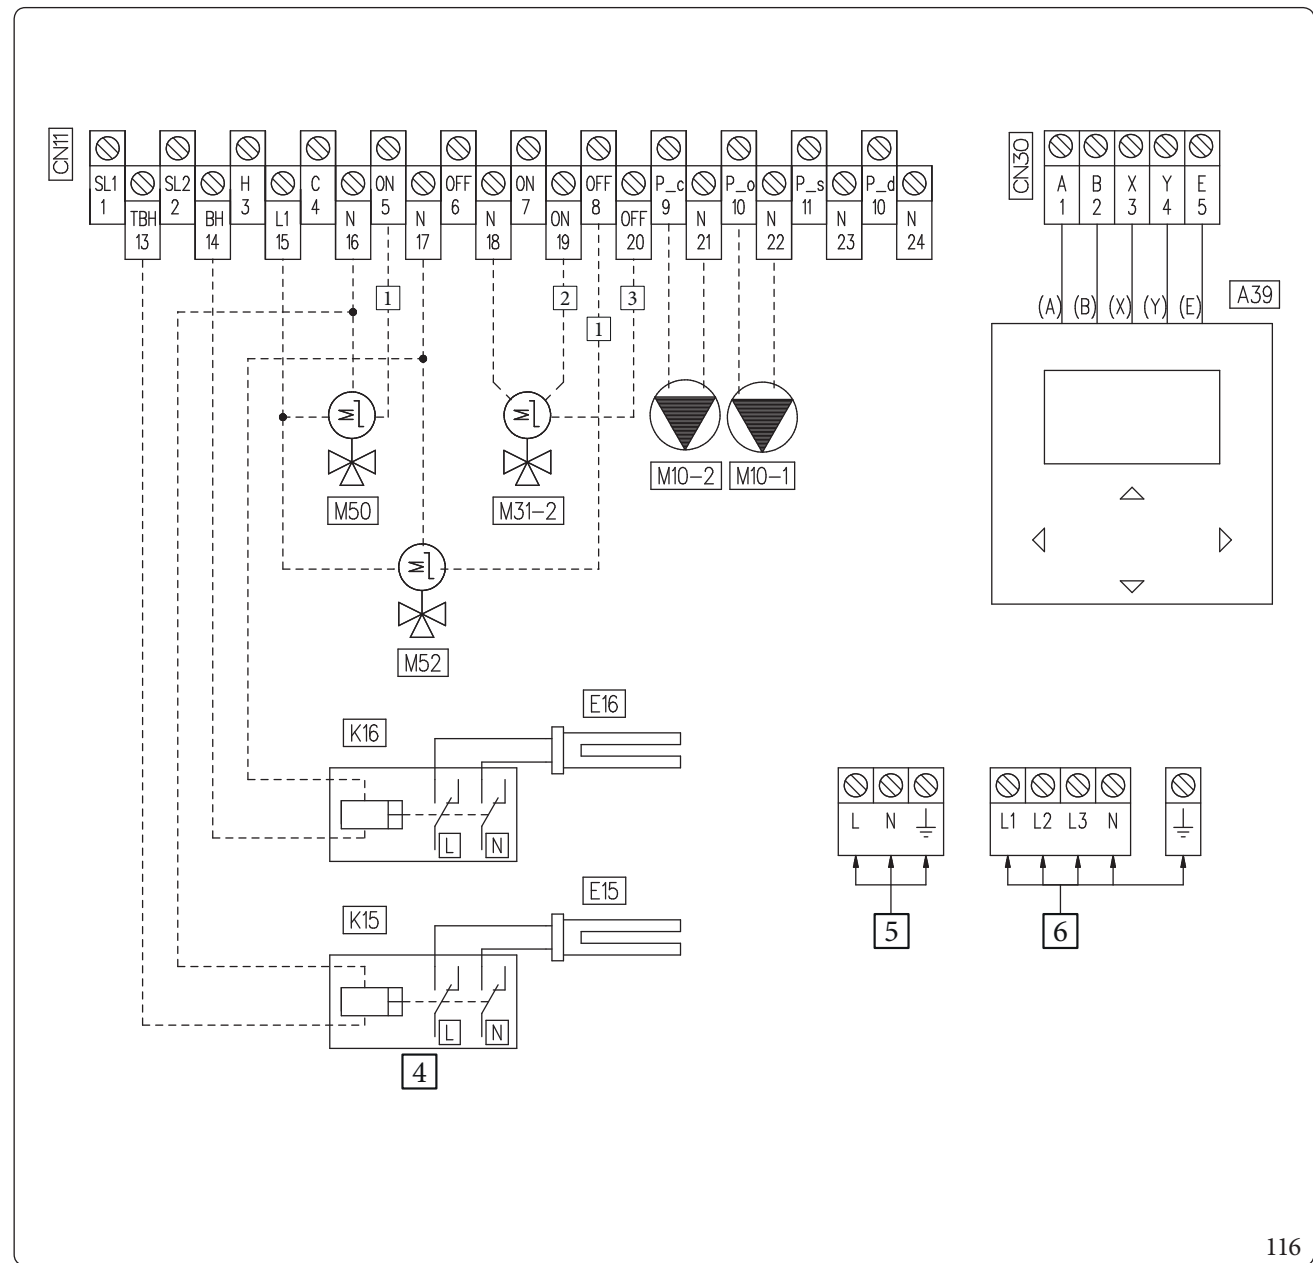 CN11
SL1 SL2 H C ON OFF ON OFF P_c P_o P_s P_d
1 2 3 4 5 6 7 8 9 10 11 10
TBH BH L1 N N N ON OFF N N N N
13 14 15 16 17 18 19 20 21 22 23 24
CN30
A B X Y E
1 2 3 4 5
(A) (B) (X) (Y) (E)
A39
1 2 3
1
M M
M50 M31-2 M10-2 M10-1
M
M52
E16
K16
L N
E15
K15
L N
4
L N
5
L1 L2 L3 N
6
116